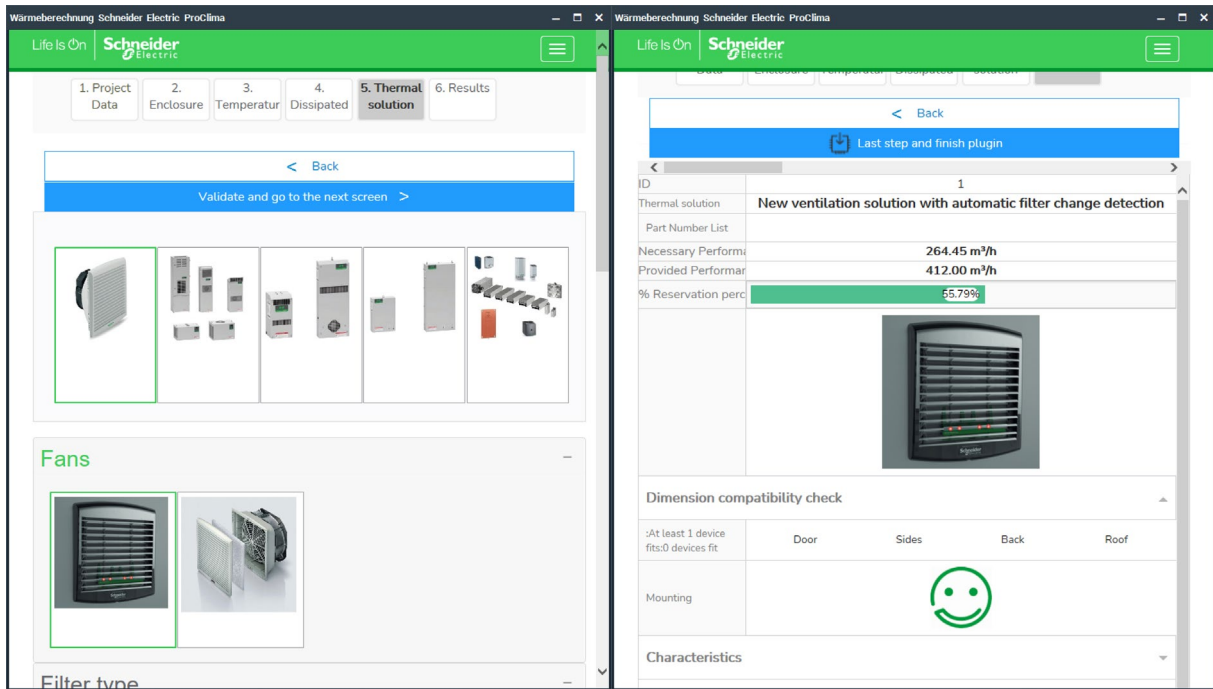 Wärmeberechnung Schneider Electric ProClima
Life Is On Schneider Electric
1. Project Data
2. Enclosure
3. Temperatur
4. Dissipated
5. Thermal solution
6. Results
< Back
Validate and go to the next screen >
Fans
Filter type
Wärmeberechnung Schneider Electric ProClima
Life Is On Schneider Electric
< Back
Last step and finish plugin
ID 1
Thermal solution New ventilation solution with automatic filter change detection
Part Number List
Necessary Performa 264.45 m³/h
Provided Performar 412.00 m³/h
% Reservation perc 55.79%
Dimension compatibility check
:At least 1 device
fits:0 devices fit
Door Sides Back Roof
Mounting
Characteristics